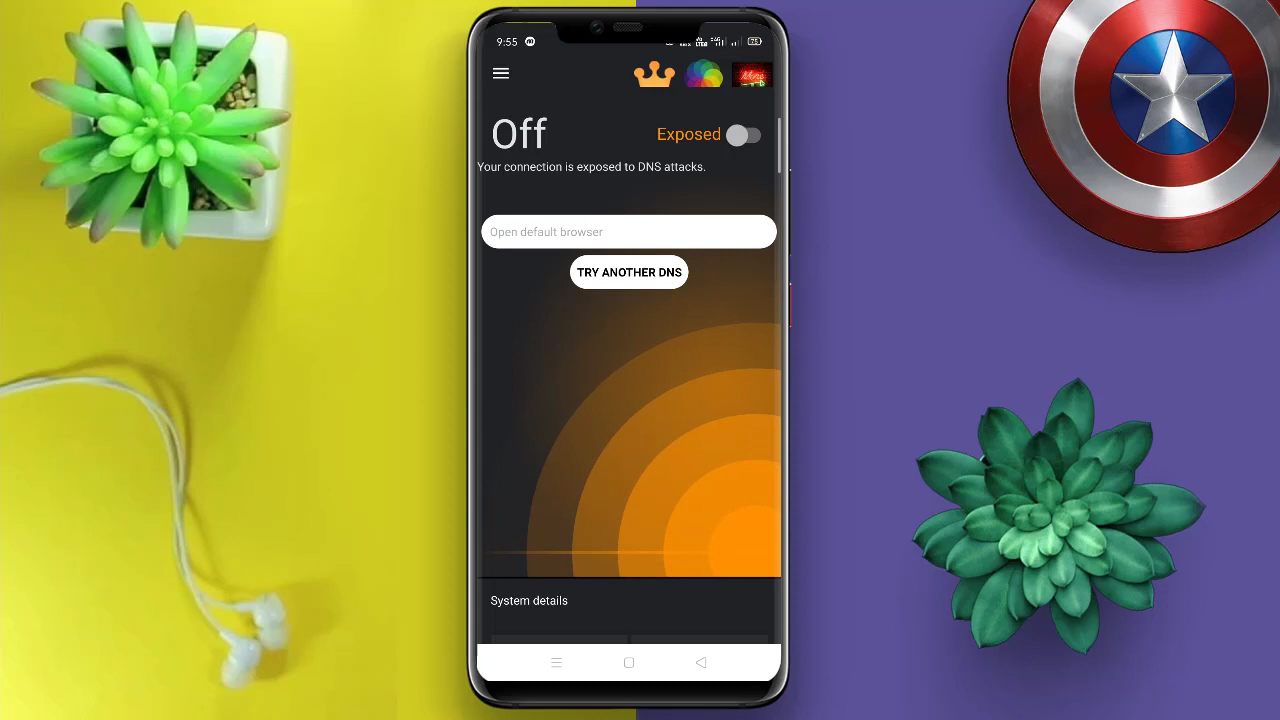 9:55
Off
Exposed
Your connection is exposed to DNS attacks.
Open default browser
TRY ANOTHER DNS
System details